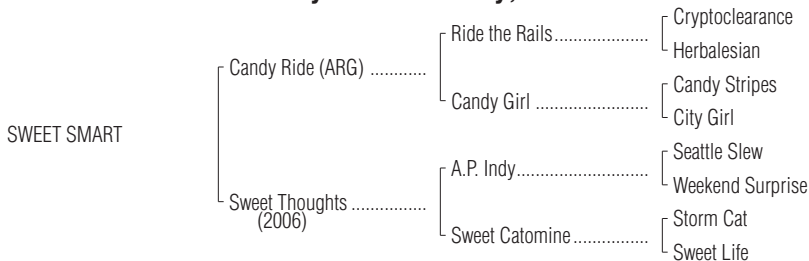 Cryptoclearance
Ride the Rails....................
Herbalesian
Candy Ride (ARG) ............
Candy Stripes
Candy Girl ........................
City Girl
SWEET SMART
Seattle Slew
A.P. Indy............................
Weekend Surprise
Sweet Thoughts ................
(2006)
Storm Cat
Sweet Catomine................
Sweet Life